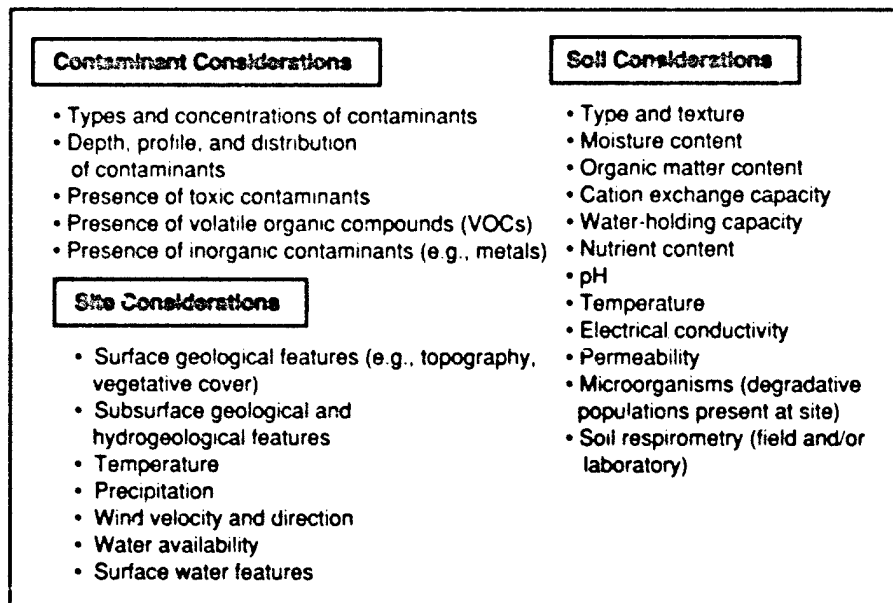 Contaminant Considerations
• Types and concentrations of contaminants
• Depth, profile, and distribution
of contaminants
• Presence of toxic contaminants
• Presence of volatile organic compounds (VOCs)
• Presence of inorganic contaminants (e.g., metals)
Site Considerations
• Surface geological features (e.g., topography,
vegetative cover)
• Subsurface geological and
hydrogeological features
• Temperature
• Precipitation
• Wind velocity and direction
• Water availability
• Surface water features
Soil Considerations
• Type and texture
• Moisture content
• Organic matter content
• Cation exchange capacity
• Water-holding capacity
• Nutrient content
• pH
• Temperature
• Electrical conductivity
• Permeability
• Microorganisms (degradative
populations present at site)
• Soil respirometry (field and/or
laboratory)